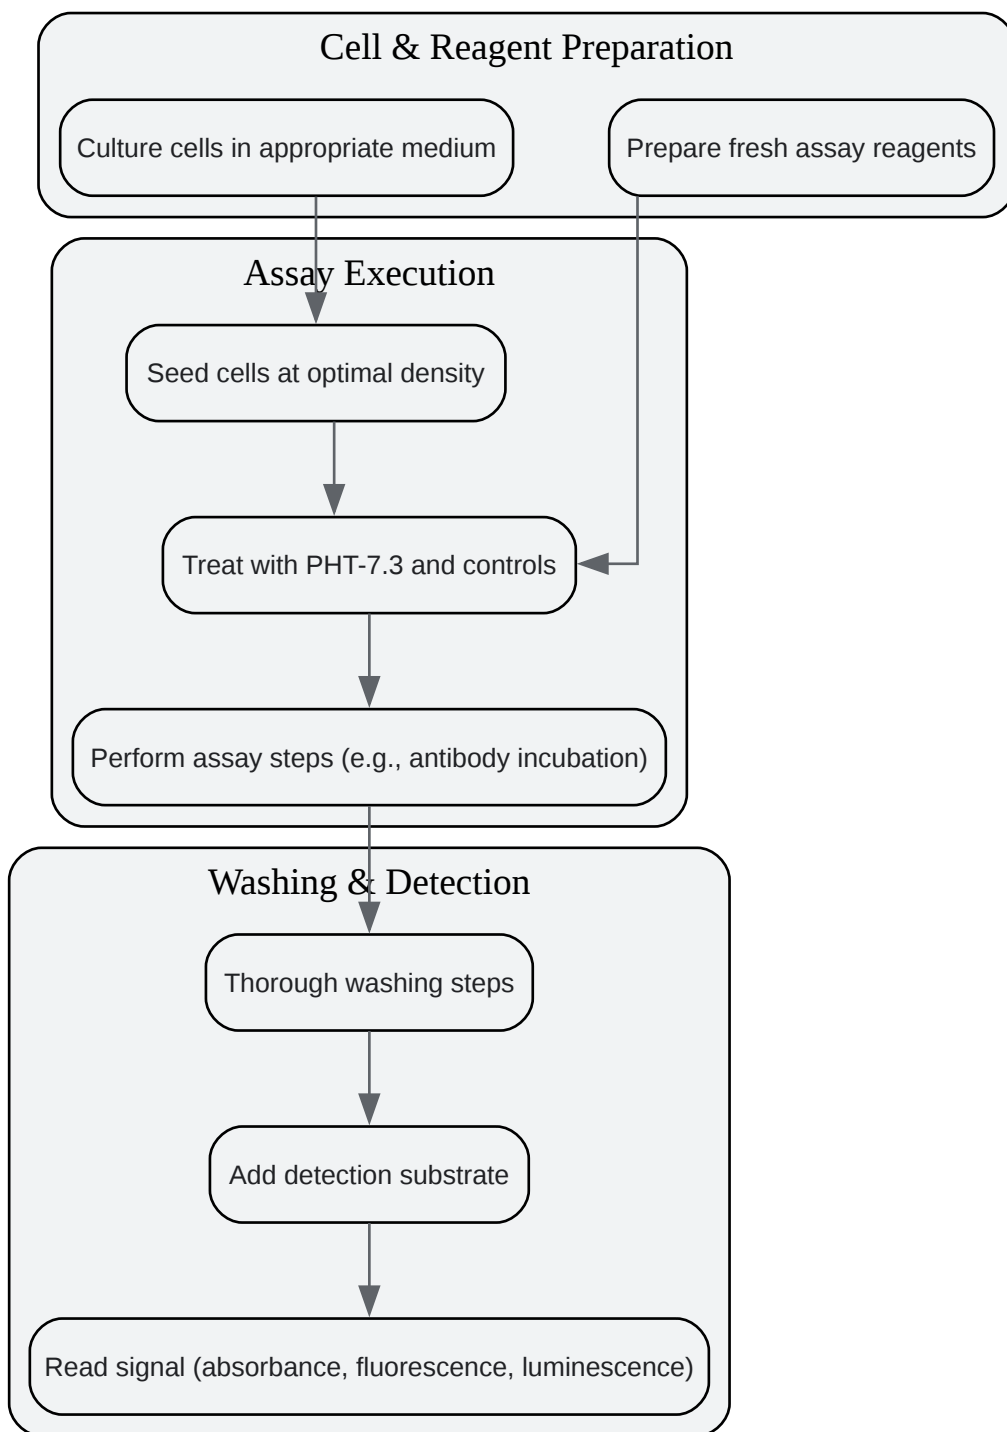 Cell & Reagent Preparation
Culture cells in appropriate medium
Prepare fresh assay reagents
Assay Execution
Seed cells at optimal density
Treat with PHT-7.3 and controls
Perform assay steps (e.g., antibody incubation)
Washing & Detection
Thorough washing steps
Add detection substrate
Read signal (absorbance, fluorescence, luminescence)